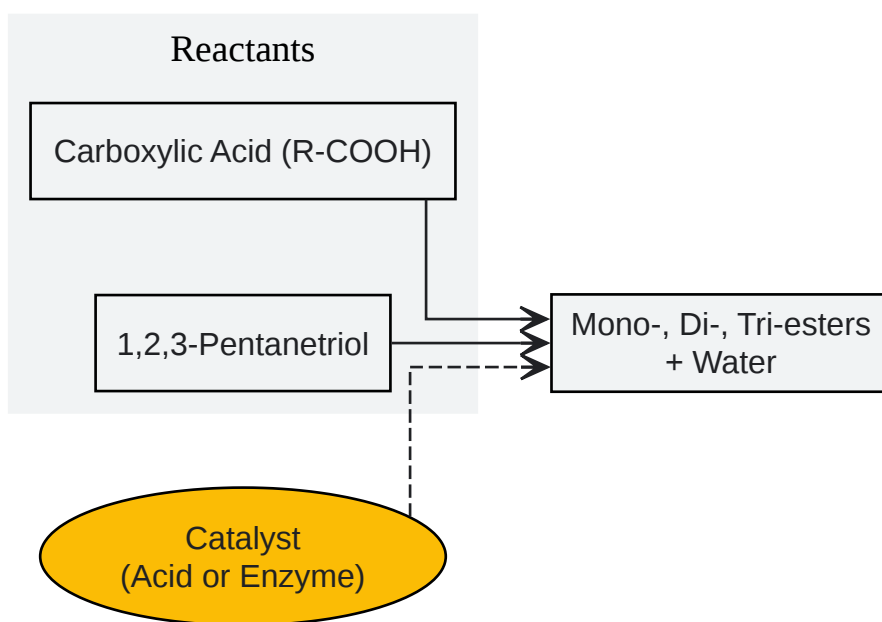 Reactants
Carboxylic Acid (R-COOH)
1,2,3-Pentanetriol
Mono-, Di-, Tri-esters
+ Water
Catalyst
(Acid or Enzyme)